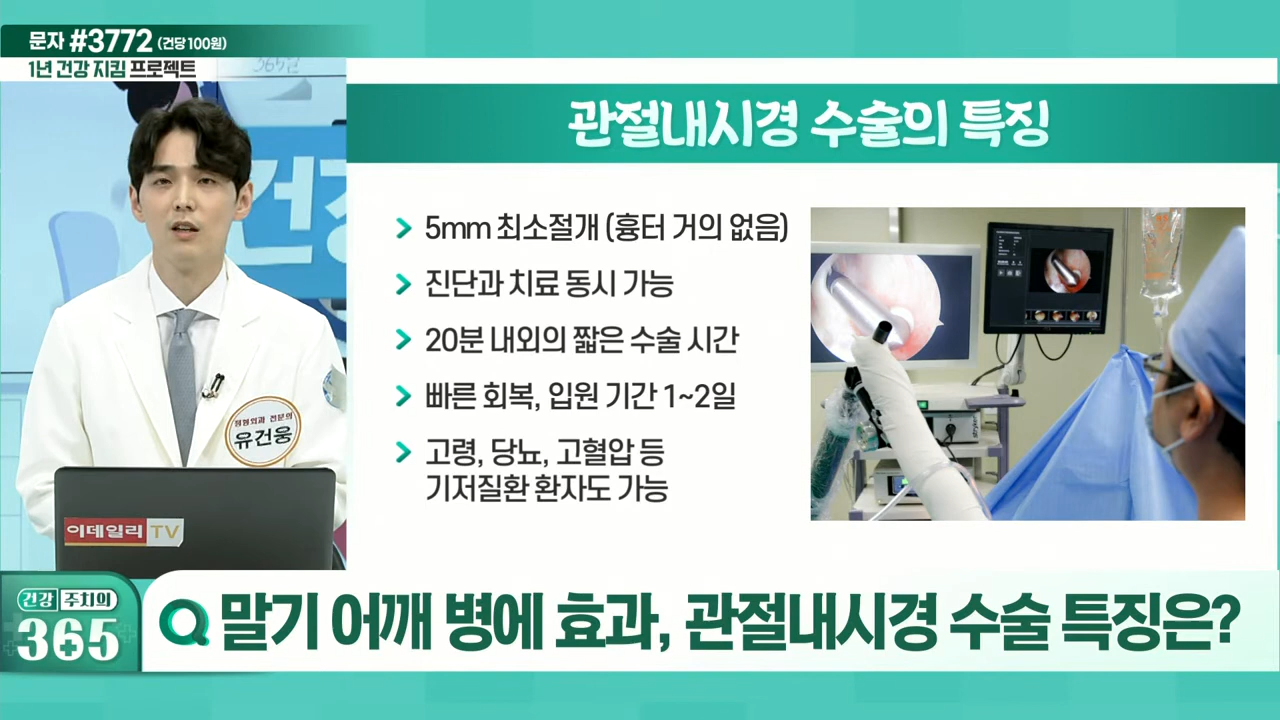 문자 #3772 (건당 100원)
1년 건강 지킴 프로젝트
관절내시경 수술의 특징
5mm 최소절개 (흉터 거의 없음)
진단과 치료 동시 가능
20분 내외의 짧은 수술 시간
빠른 회복, 입원 기간 1~2일
고령, 당뇨, 고혈압 등
기저질환 환자도 가능
정형외과 전문의
유건웅
이데일리 TV
stryker
건강 주치의
365
Q 말기 어깨 병에 효과, 관절내시경 수술 특징은?